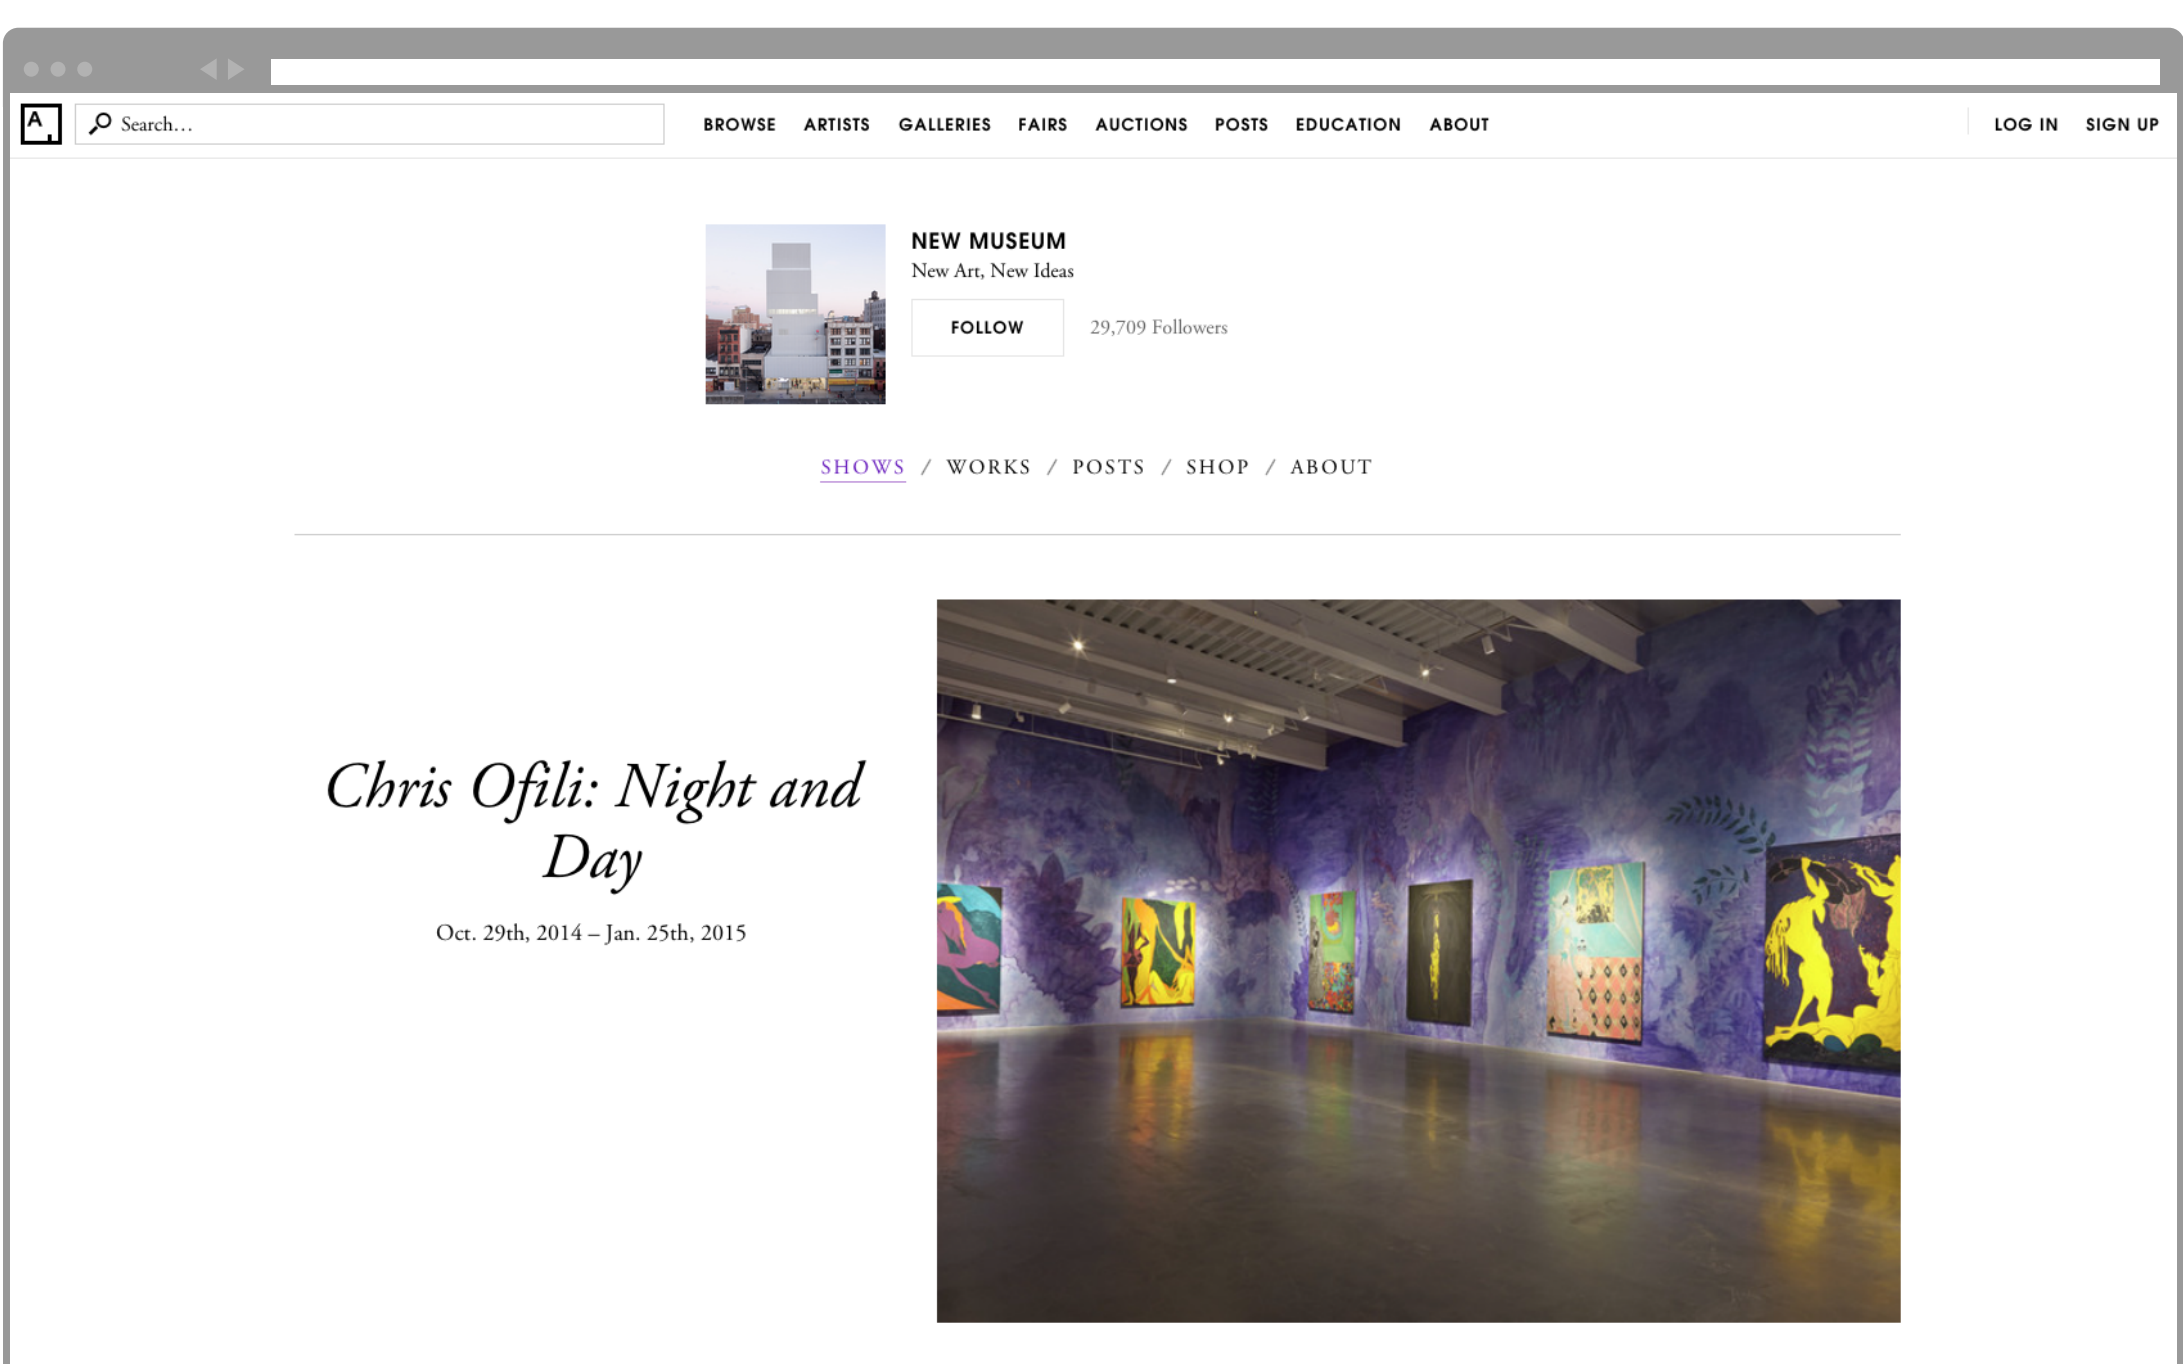 A
Search…
BROWSE ARTISTS GALLERIES FAIRS AUCTIONS POSTS EDUCATION ABOUT
LOG IN SIGN UP
NEW MUSEUM
New Art, New Ideas
FOLLOW
29,709 Followers
SHOWS / WORKS / POSTS / SHOP / ABOUT
Chris Ofili: Night and
Day
Oct. 29th, 2014 – Jan. 25th, 2015